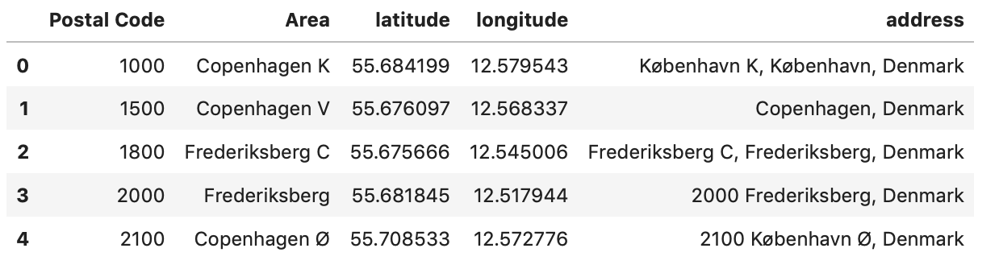 Postal Code Area latitude longitude address
0 1000 Copenhagen K 55.684199 12.579543 København K, København, Denmark
1 1500 Copenhagen V 55.676097 12.568337 Copenhagen, Denmark
2 1800 Frederiksberg C 55.675666 12.545006 Frederiksberg C, Frederiksberg, Denmark
3 2000 Frederiksberg 55.681845 12.517944 2000 Frederiksberg, Denmark
4 2100 Copenhagen Ø 55.708533 12.572776 2100 København Ø, Denmark